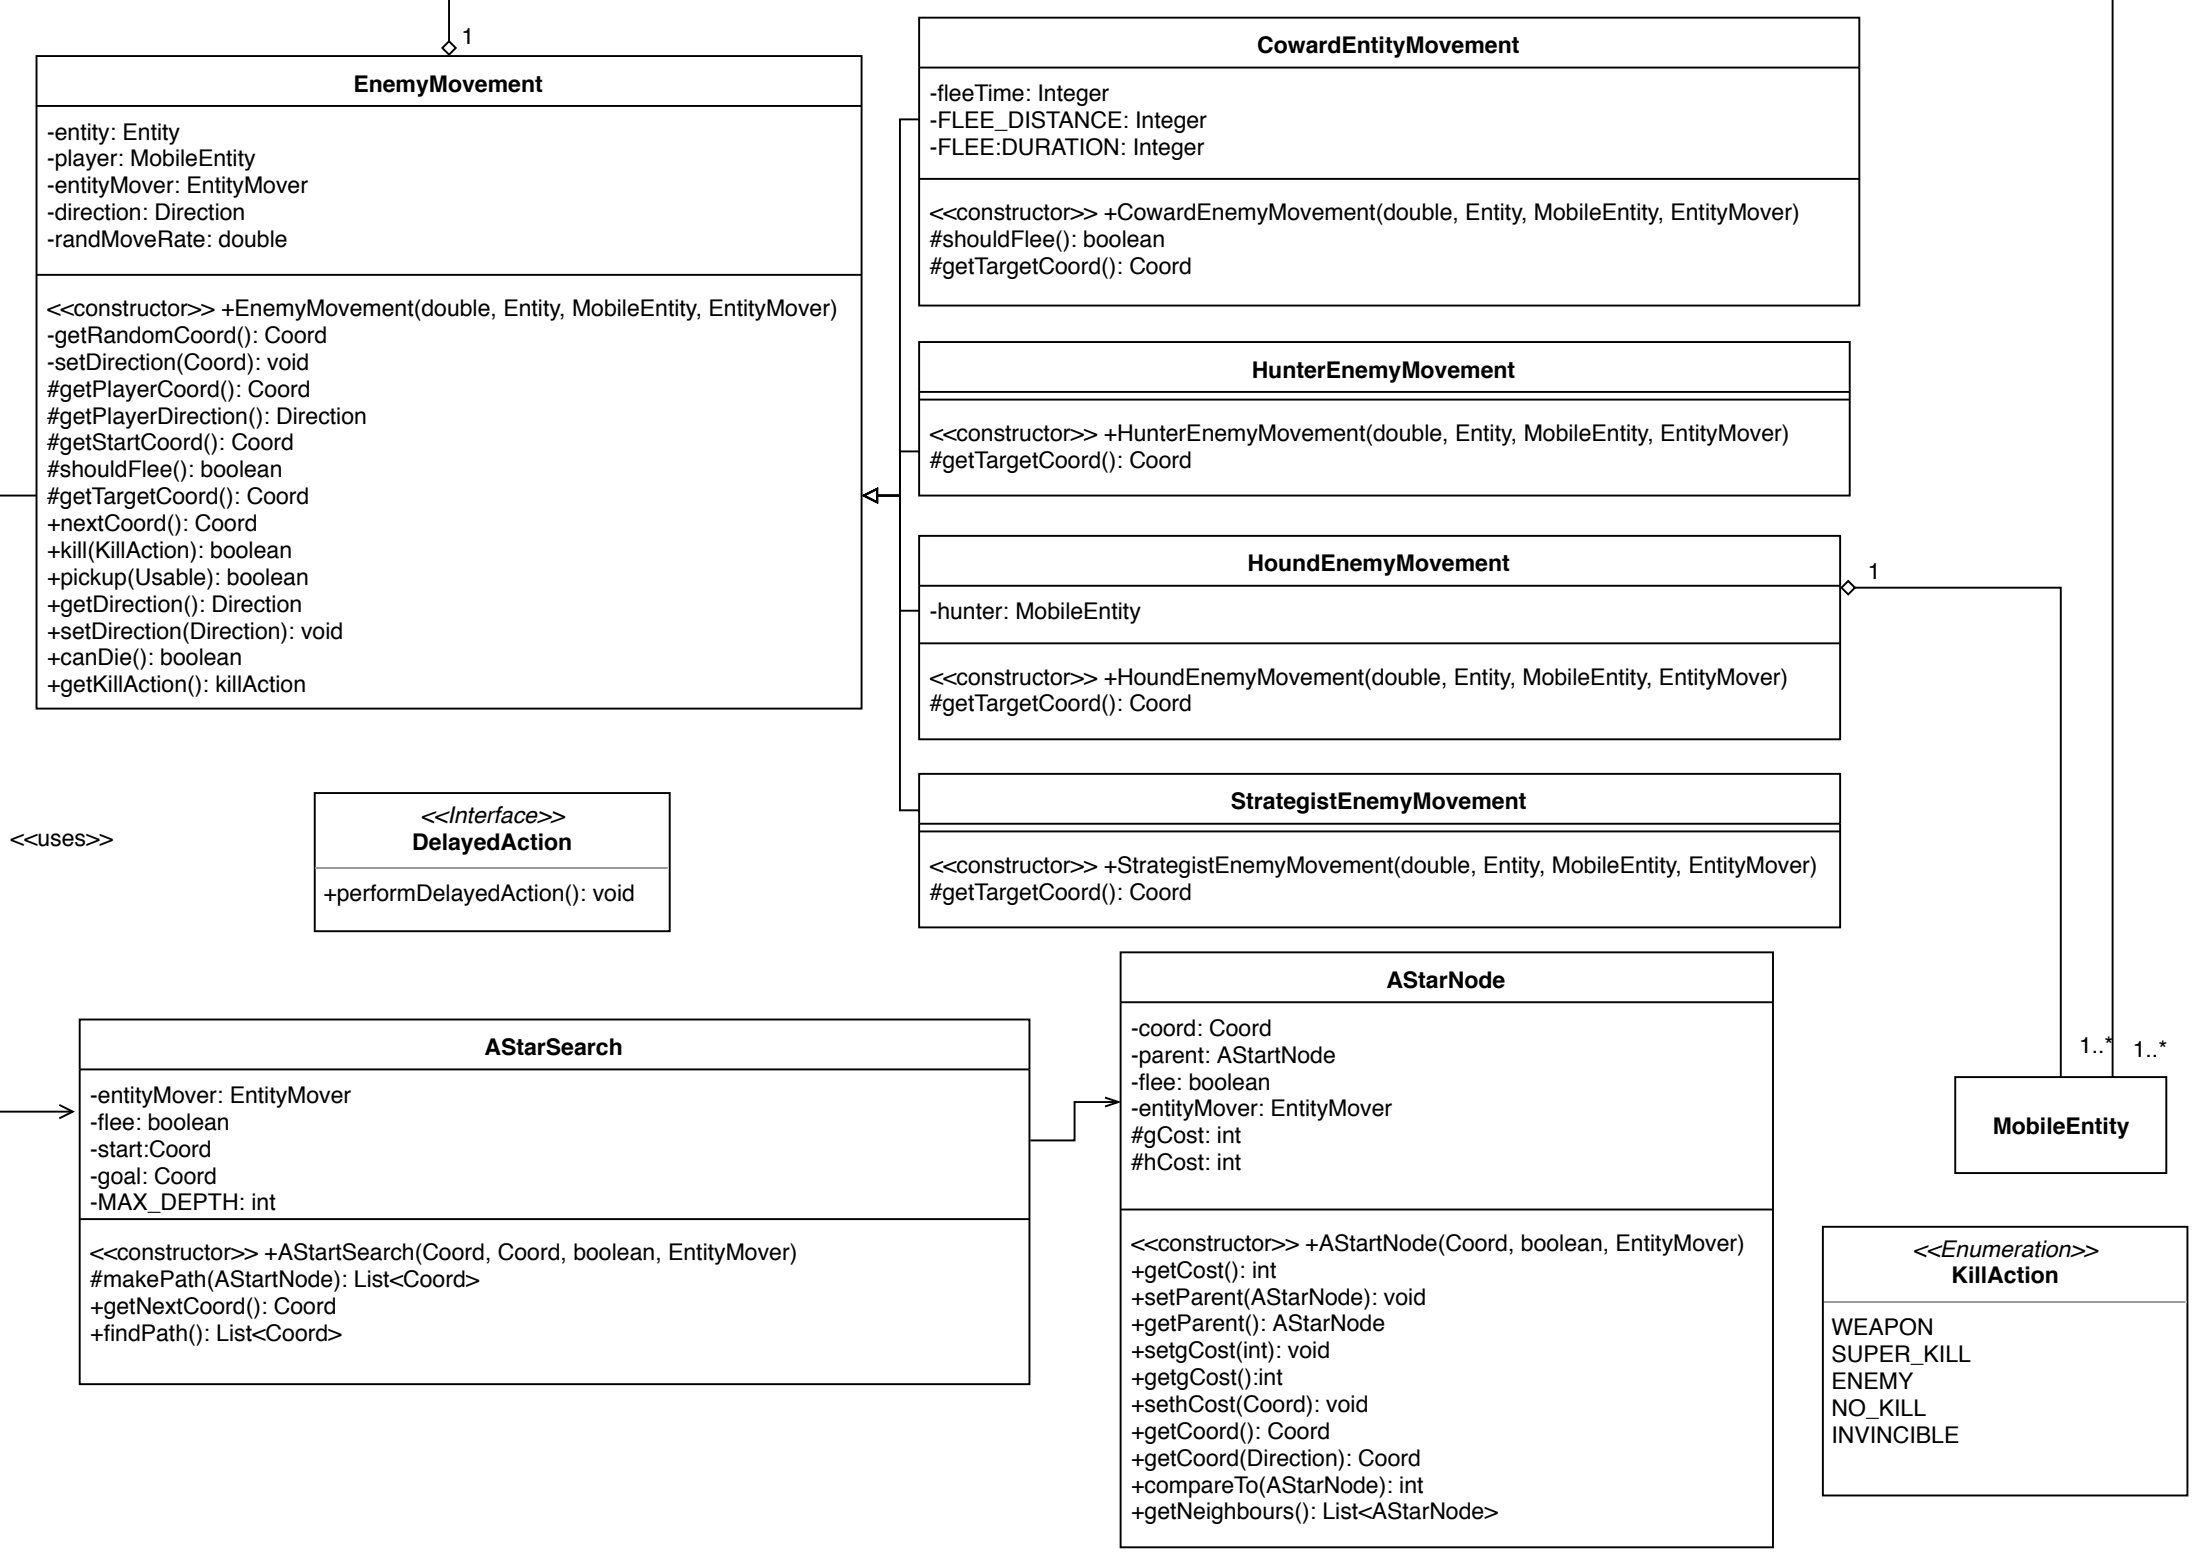 1
EnemyMovement
-entity: Entity
-player: MobileEntity
-entityMover: EntityMover
-direction: Direction
-randMoveRate: double
<<constructor>> +EnemyMovement(double, Entity, MobileEntity, EntityMover)
-getRandomCoord(): Coord
-setDirection(Coord): void
#getPlayerCoord(): Coord
#getPlayerDirection(): Direction
#getStartCoord(): Coord
#shouldFlee(): boolean
#getTargetCoord(): Coord
+nextCoord(): Coord
+kill(KillAction): boolean
+pickup(Usable): boolean
+getDirection(): Direction
+setDirection(Direction): void
+canDie(): boolean
+getKillAction(): killAction
CowardEntityMovement
-fleeTime: Integer
-FLEE_DISTANCE: Integer
-FLEE:DURATION: Integer
<<constructor>> +CowardEnemyMovement(double, Entity, MobileEntity, EntityMover)
#shouldFlee(): boolean
#getTargetCoord(): Coord
HunterEnemyMovement
<<constructor>> +HunterEnemyMovement(double, Entity, MobileEntity, EntityMover)
#getTargetCoord(): Coord
HoundEnemyMovement
-hunter: MobileEntity
<<constructor>> +HoundEnemyMovement(double, Entity, MobileEntity, EntityMover)
#getTargetCoord(): Coord
1
StrategistEnemyMovement
<<constructor>> +StrategistEnemyMovement(double, Entity, MobileEntity, EntityMover)
#getTargetCoord(): Coord
<<uses>>
<<Interface>>
DelayedAction
+performDelayedAction(): void
AStarSearch
-entityMover: EntityMover
-flee: boolean
-start:Coord
-goal: Coord
-MAX_DEPTH: int
<<constructor>> +AStartSearch(Coord, Coord, boolean, EntityMover)
#makePath(AStartNode): List<Coord>
+getNextCoord(): Coord
+findPath(): List<Coord>
AStarNode
-coord: Coord
-parent: AStartNode
-flee: boolean
-entityMover: EntityMover
#gCost: int
#hCost: int
<<constructor>> +AStartNode(Coord, boolean, EntityMover)
+getCost(): int
+setParent(AStarNode): void
+getParent(): AStarNode
+setgCost(int): void
+getgCost():int
+sethCost(Coord): void
+getCoord(): Coord
+getCoord(Direction): Coord
+compareTo(AStarNode): int
+getNeighbours(): List<AStarNode>
1..* 1..*
MobileEntity
<<Enumeration>>
KillAction
WEAPON
SUPER_KILL
ENEMY
NO_KILL
INVINCIBLE